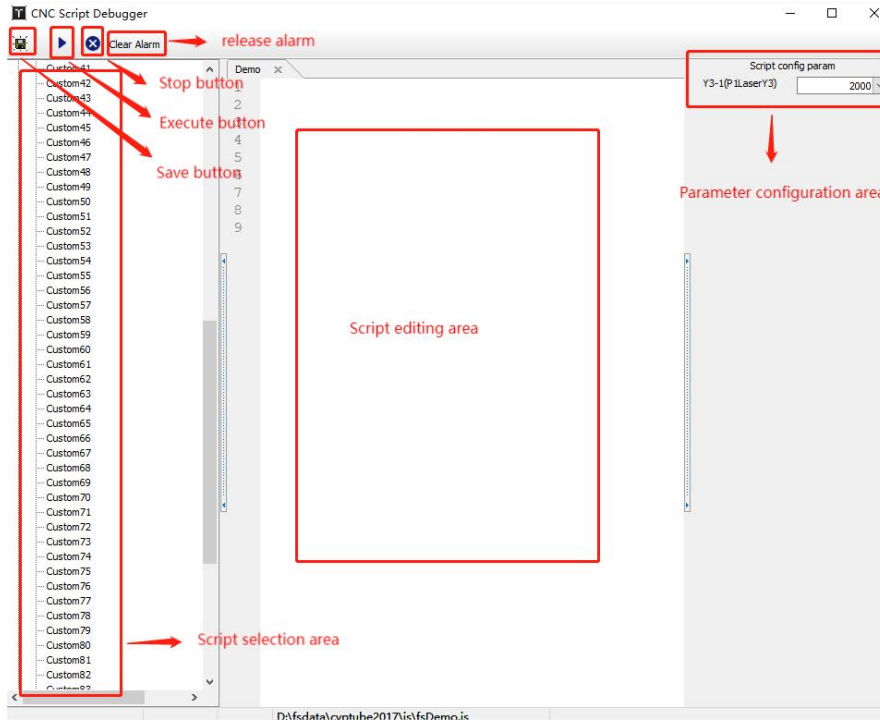 CNC Script Debugger
Clear Alarm
release alarm
Stop button
Execute button
Save button
Custom41
Custom42
Custom43
Custom44
Custom45
Custom46
Custom47
Custom48
Custom49
Custom50
Custom51
Custom52
Custom53
Custom54
Custom55
Custom56
Custom57
Custom58
Custom59
Custom60
Custom61
Custom62
Custom63
Custom64
Custom65
Custom66
Custom67
Custom68
Custom69
Custom70
Custom71
Custom72
Custom73
Custom74
Custom75
Custom76
Custom77
Custom78
Custom79
Custom80
Custom81
Custom82
Custom83
Script selection area
Demo
1
2
3
4
5
6
7
8
9
Script editing area
Script config param
Y3-1(P1LaserY3) 2000
Parameter configuration area
D:\fsdata\cyptube2017\js\fsDemo.js